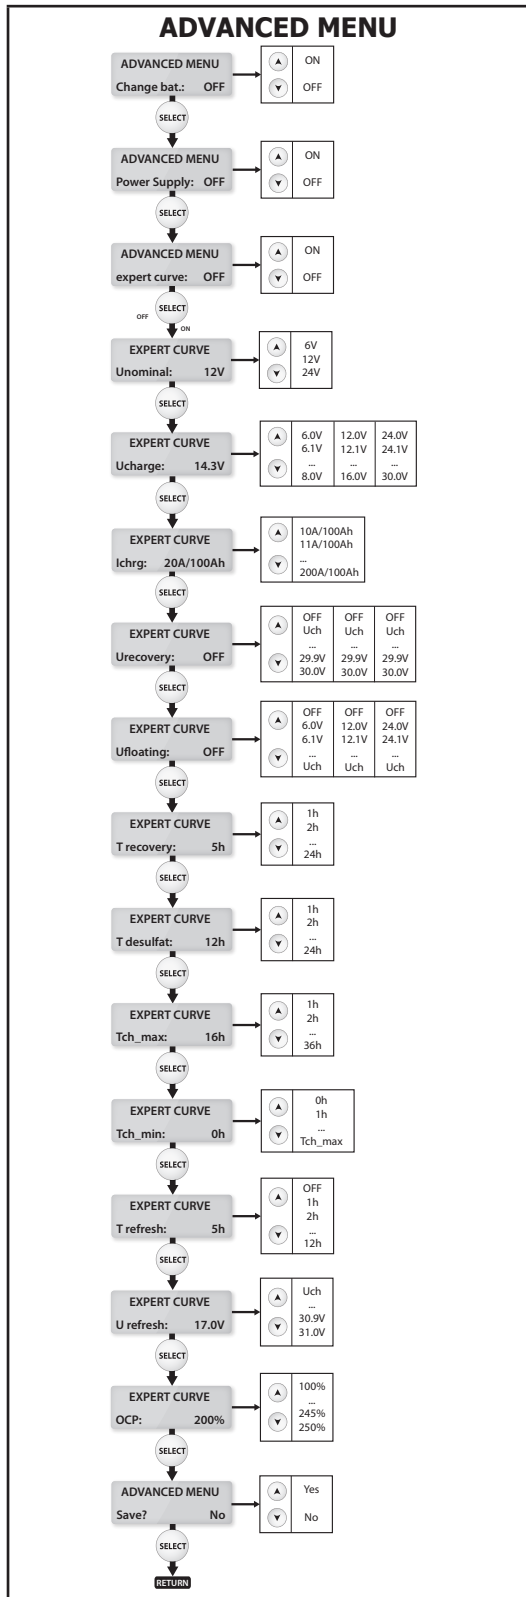 ADVANCED MENU
ADVANCED MENU
Change bat.: OFF
ON
OFF
SELECT
ADVANCED MENU
Power Supply: OFF
ON
OFF
SELECT
ADVANCED MENU
expert curve: OFF
ON
OFF
SELECT
OFF
ON
EXPERT CURVE
Unominal: 12V
6V
12V
24V
SELECT
EXPERT CURVE
Ucharge: 14.3V
6.0V 12.0V 24.0V
6.1V 12.1V 24.1V
... ... ...
8.0V 16.0V 30.0V
SELECT
EXPERT CURVE
Ichrg: 20A/100Ah
10A/100Ah
11A/100Ah
...
200A/100Ah
SELECT
EXPERT CURVE
Urecovery: OFF
OFF OFF OFF
Uch Uch Uch
... ... ...
29.9V 29.9V 29.9V
30.0V 30.0V 30.0V
SELECT
EXPERT CURVE
Ufloating: OFF
OFF OFF OFF
6.0V 12.0V 24.0V
6.1V 12.1V 24.1V
... ... ...
Uch Uch Uch
SELECT
EXPERT CURVE
T recovery: 5h
1h
2h
...
24h
SELECT
EXPERT CURVE
T desulfat: 12h
1h
2h
...
24h
SELECT
EXPERT CURVE
Tch_max: 16h
1h
2h
...
36h
SELECT
EXPERT CURVE
Tch_min: 0h
0h
1h
...
Tch_max
SELECT
EXPERT CURVE
T refresh: 5h
OFF
1h
2h
...
12h
SELECT
EXPERT CURVE
U refresh: 17.0V
Uch
...
30.9V
31.0V
SELECT
EXPERT CURVE
OCP: 200%
100%
...
245%
250%
SELECT
ADVANCED MENU
Save? No
Yes
No
SELECT
RETURN